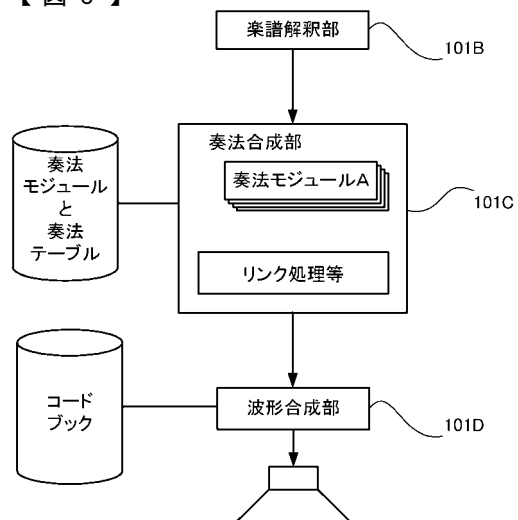 楽譜解釈部
101B
奏法合成部
奏法モジュールA
101C
リンク処理等
奏法
モジュール
と
奏法
テーブル
コード
ブック
波形合成部
101D